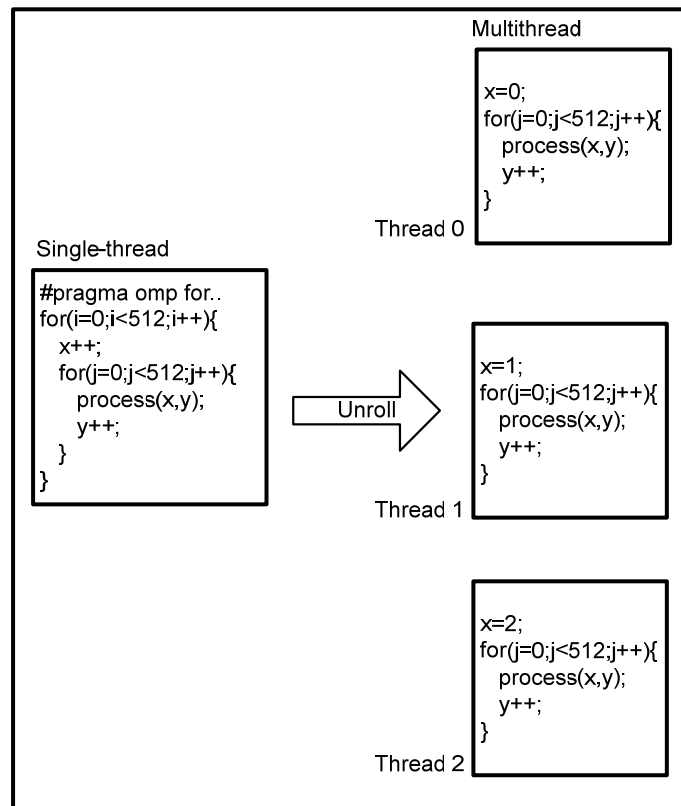 Multithread
x=0;
for(j=0;j<512;j++){
process(x,y);
y++;
}
Thread 0
Single-thread
#pragma omp for..
for(i=0;i<512;i++){
x++;
for(j=0;j<512;j++){
process(x,y);
y++;
}
}
Unroll
x=1;
for(j=0;j<512;j++){
process(x,y);
y++;
}
Thread 1
x=2;
for(j=0;j<512;j++){
process(x,y);
y++;
}
Thread 2